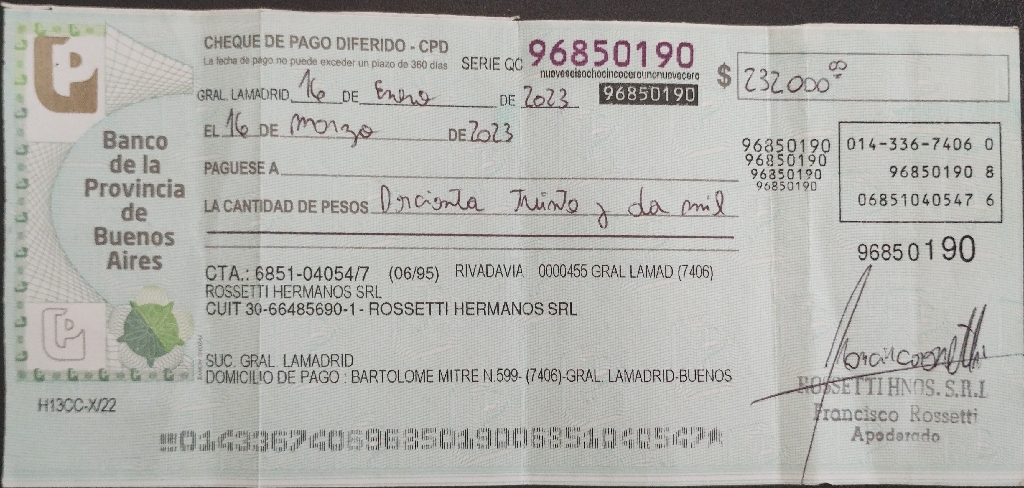 CHEQUE DE PAGO DIFERIDO - CPD
La fecha de pago no puede exceder un plazo de 360 días
SERIE QC 96850190
nueveseisochocincocerounonuevecero
96850190
$ 232.000 00
GRAL. LAMADRID, 16 DE Enero DE 2023
EL 16 DE Marzo DE 2023
Banco
de la
Provincia
de
Buenos
Aires
PAGUESE A
LA CANTIDAD DE PESOS Docienta Treinta y dos mil
96850190
96850190
96850190
96850190
014-336-7406 0
96850190 8
06851040547 6
96850190
CTA.: 6851-04054/7 (06/95) RIVADAVIA 0000455 GRAL LAMAD (7406)
ROSSETTI HERMANOS SRL
CUIT 30-66485690-1 - ROSSETTI HERMANOS SRL
SUC. GRAL. LAMADRID
DOMICILIO DE PAGO : BARTOLOME MITRE N.599- (7406)-GRAL. LAMADRID-BUENOS
ROSSETTI HNOS. S.R.L
Francisco Rossetti
Apoderado
H13CC-X/22
01433674069685019006851040547